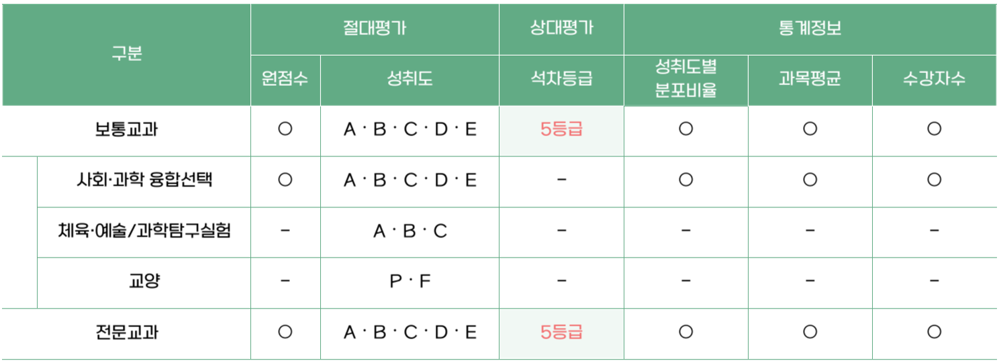 구분 절대평가 상대평가 통계정보
원점수 성취도 석차등급 성취도별 분포비율 과목평균 수강자수
보통교과 ○ A · B · C · D · E 5등급 ○ ○ ○
사회·과학 융합선택 ○ A · B · C · D · E - ○ ○ ○
체육·예술/과학탐구실험 - A · B · C - - - -
교양 - P · F - - - -
전문교과 ○ A · B · C · D · E 5등급 ○ ○ ○